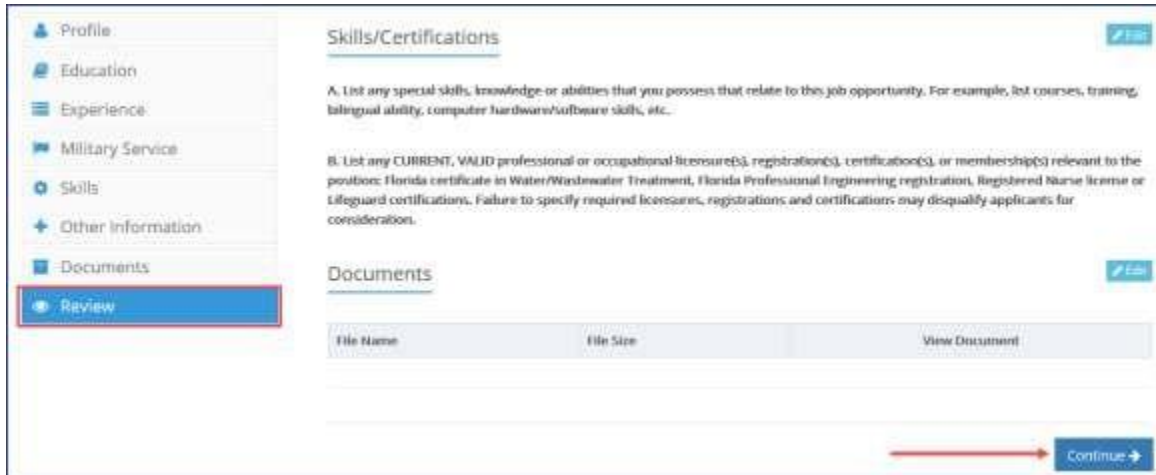 Profile
Education
Experience
Military Service
Skills
Other Information
Documents
Review
Skills/Certifications
Edit
A. List any special skills, knowledge or abilities that you possess that relate to this job opportunity. For example, list courses, training,
bilingual ability, computer hardware/software skills, etc.
B. List any CURRENT, VALID professional or occupational licensure(s), registration(s), certification(s), or membership(s) relevant to the
position: Florida certificate in Water/Wastewater Treatment, Florida Professional Engineering registration, Registered Nurse license or
Lifeguard certifications. Failure to specify required licensures, registrations and certifications may disqualify applicants for
consideration.
Documents
Edit
File Name File Size View Document
Continue